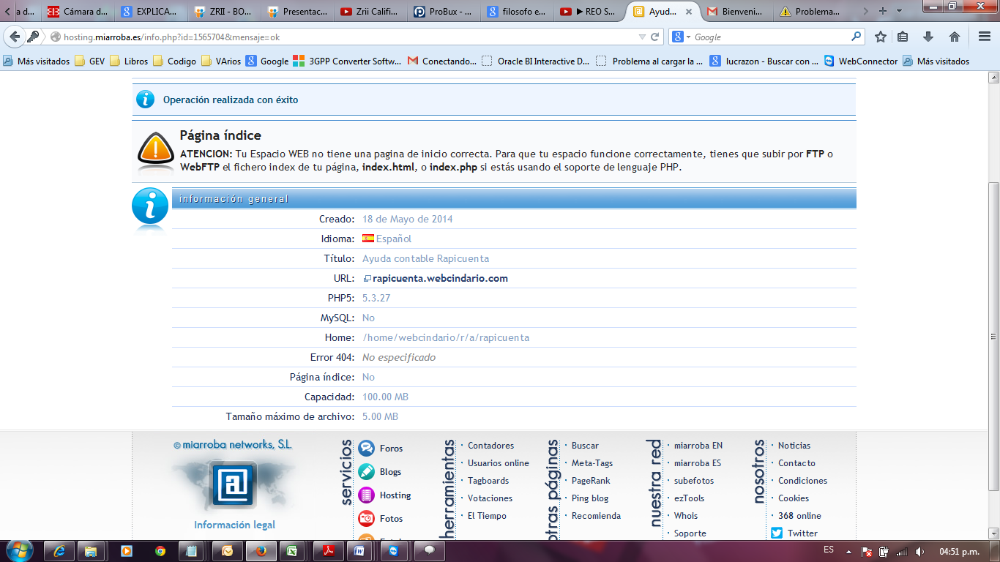 a d...
Cámara d...
EXPLICA...
ZRII - BO...
Presentac...
Zrii Califi...
ProBux - ...
filosofo e...
► REO S...
Ayud...
Bienveni...
Problema...
hosting.miarroba.es/info.php?id=1565704&mensaje=ok
Google
Más visitados
GEV
Libros
Codigo
VArios
Google
3GPP Converter Softw...
Conectando...
Oracle BI Interactive D...
Problema al cargar la ...
lucrazon - Buscar con ...
WebConnector
Más visitados
Operación realizada con éxito
Página índice
ATENCION: Tu Espacio WEB no tiene una pagina de inicio correcta. Para que tu espacio funcione correctamente, tienes que subir por FTP o
WebFTP el fichero index de tu página, index.html, o index.php si estás usando el soporte de lenguaje PHP.
información general
Creado: 18 de Mayo de 2014
Idioma: Español
Título: Ayuda contable Rapicuenta
URL: rapicuenta.webcindario.com
PHP5: 5.3.27
MySQL: No
Home: /home/webcindario/r/a/rapicuenta
Error 404: No especificado
Página índice: No
Capacidad: 100.00 MB
Tamaño máximo de archivo: 5.00 MB
© miarroba networks, S.L.
Información legal
servicios
Foros
Blogs
Hosting
Fotos
herramientas
Contadores
Usuarios online
Tagboards
Votaciones
El Tiempo
otras páginas
Buscar
Meta-Tags
PageRank
Ping blog
Recomienda
nuestra red
miarroba EN
miarroba ES
subefotos
ezTools
Whois
Soporte
nosotros
Noticias
Contacto
Condiciones
Cookies
368 online
Twitter
ES
04:51 p.m.